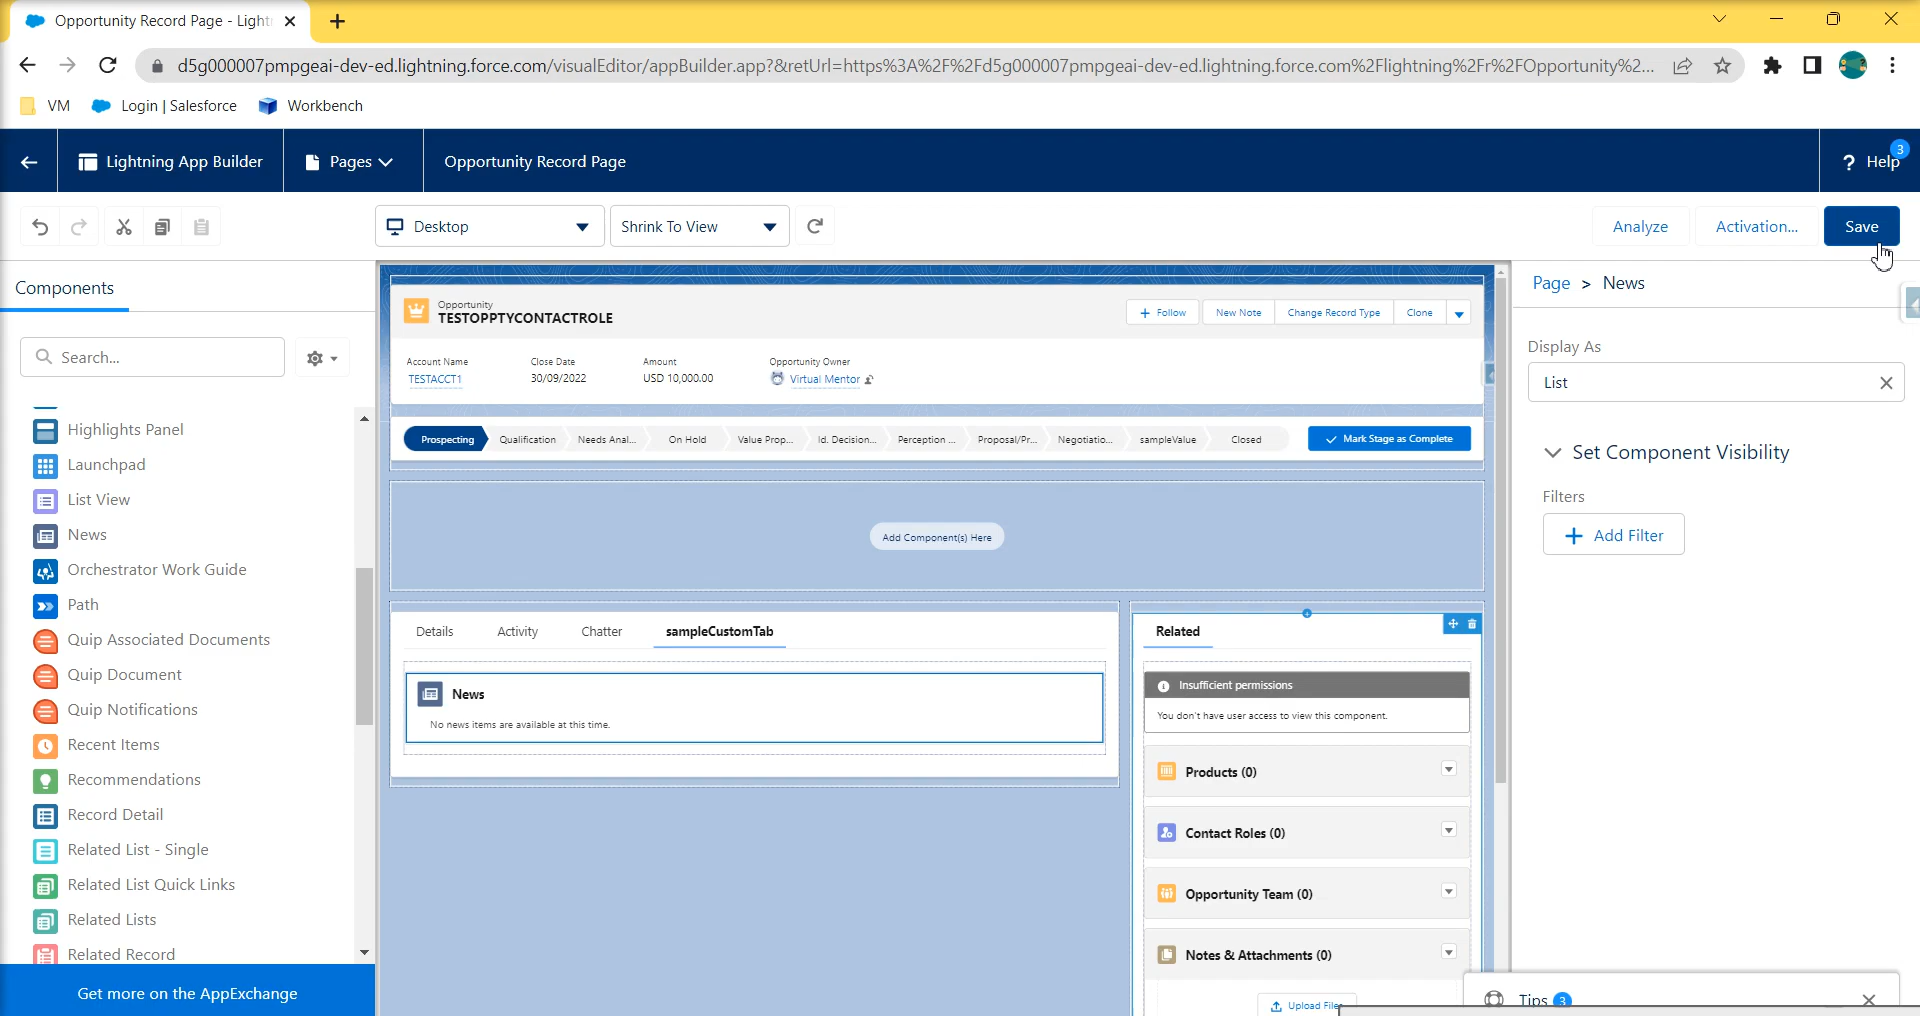 Opportunity Record Page - Light
d5g000007pmpgeai-dev-ed.lightning.force.com/visualEditor/appBuilder.app?&retUrl=https%3A%2F%2Fd5g000007pmpgeai-dev-ed.lightning.force.com%2Flightning%2Fr%2FOpportunity%2...
VM
Login | Salesforce
Workbench
Lightning App Builder
Pages
Opportunity Record Page
? Help
3
Desktop
Shrink To View
Analyze
Activation...
Save
Components
Search...
Highlights Panel
Launchpad
List View
News
Orchestrator Work Guide
Path
Quip Associated Documents
Quip Document
Quip Notifications
Recent Items
Recommendations
Record Detail
Related List - Single
Related List Quick Links
Related Lists
Related Record
Get more on the AppExchange
Opportunity
TESTOPPTYCONTACTROLE
+ Follow
New Note
Change Record Type
Clone
Account Name
TESTACCT1
Close Date
30/09/2022
Amount
USD 10,000.00
Opportunity Owner
Virtual Mentor
Prospecting
Qualification
Needs Anal...
On Hold
Value Prop...
Id. Decision...
Perception ...
Proposal/Pr...
Negotiatio...
sampleValue
Closed
Mark Stage as Complete
Add Component(s) Here
Details
Activity
Chatter
sampleCustomTab
News
No news items are available at this time.
Related
Insufficient permissions
You don't have user access to view this component.
Products (0)
Contact Roles (0)
Opportunity Team (0)
Notes & Attachments (0)
Upload File
Page > News
Display As
List
Set Component Visibility
Filters
+ Add Filter
Tips 3